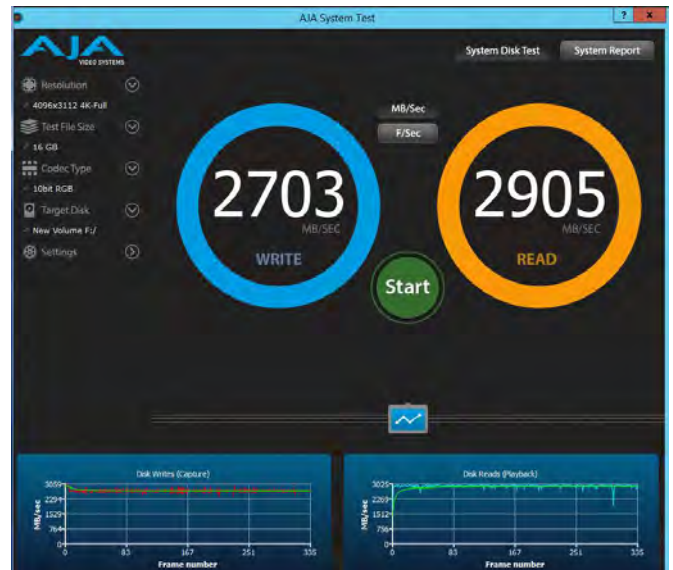 AJA System Test
? x
AJA
VIDEO SYSTEMS
System Disk Test
System Report
Resolution
4096x3112 4K-Full
Test File Size
16 GB
Codec Type
10bit RGB
Target Disk
New Volume F:/
Settings
MB/Sec
F/Sec
2703
MB/SEC
WRITE
2905
MB/SEC
READ
Start
Disk Writes (Capture)
3059
2294
1529
764
0
MB/sec
0 83 167 251 335
Frame number
Disk Reads (Playback)
3025
2269
1512
756
0
MB/sec
0 83 167 251 335
Frame number